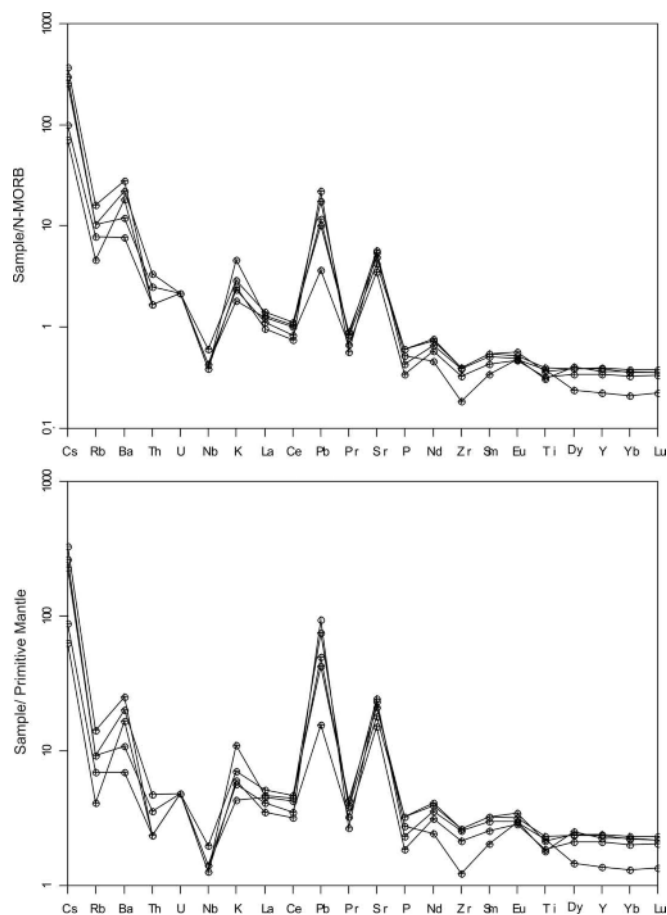 1000
100
10
1
0,1
Sample/N-MORB
Cs Rb Ba Th U Nb K La Ce Pb Pr Sr P Nd Zr Sm Eu Ti Dy Y Yb Lu
1000
100
10
1
Sample/ Primitive Mantle
Cs Rb Ba Th U Nb K La Ce Pb Pr Sr P Nd Zr Sm Eu Ti Dy Y Yb Lu